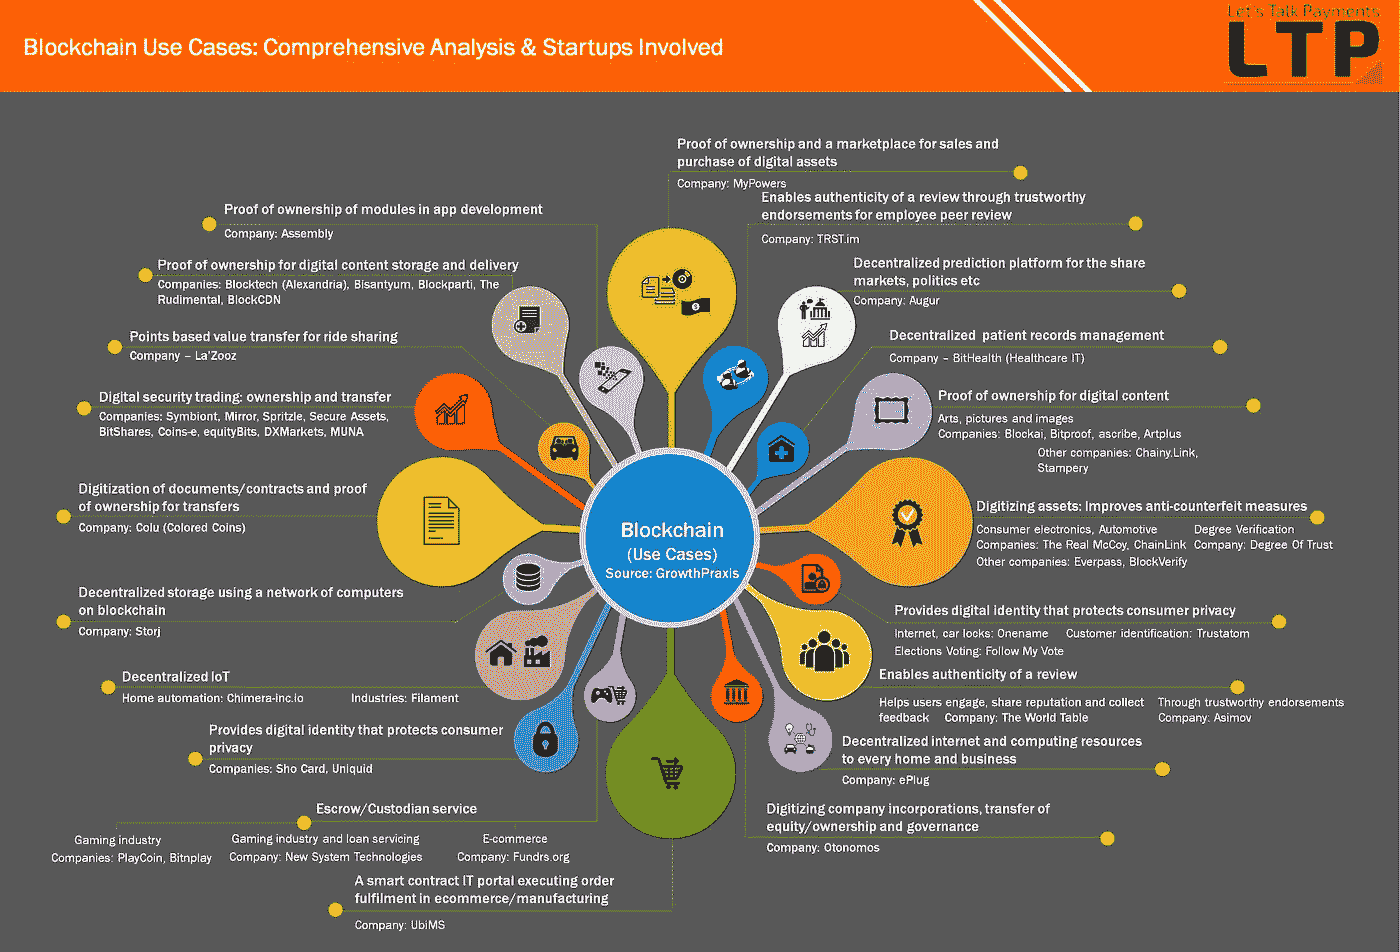 Blockchain Use Cases: Comprehensive Analysis & Startups Involved
Let's Talk Payments
LTP
Proof of ownership and a marketplace for sales and
purchase of digital assets
Company: MyPowers
Enables authenticity of a review through trustworthy
endorsements for employee peer review
Company: TRST.im
Decentralized prediction platform for the share
markets, politics etc
Company: Augur
Decentralized patient records management
Company – BitHealth (Healthcare IT)
Proof of ownership for digital content
Arts, pictures and images
Companies: Blockai, Bitproof, ascribe, Artplus
Other companies: Chainy.Link,
Stampery
Digitizing assets: Improves anti-counterfeit measures
Consumer electronics, Automotive Degree Verification
Companies: The Real McCoy, ChainLink Company: Degree Of Trust
Other companies: Everpass, BlockVerify
Provides digital identity that protects consumer privacy
Internet, car locks: Onename Customer identification: Trustatom
Elections Voting: Follow My Vote
Enables authenticity of a review
Helps users engage, share reputation and collect Through trustworthy endorsements
feedback Company: The World Table Company: Asimov
Decentralized internet and computing resources
to every home and business
Company: ePlug
Digitizing company incorporations, transfer of
equity/ownership and governance
Company: Otonomos
Proof of ownership of modules in app development
Company: Assembly
Proof of ownership for digital content storage and delivery
Companies: Blocktech (Alexandria), Bisantyum, Blockparti, The
Rudimental, BlockCDN
Points based value transfer for ride sharing
Company – La'Zooz
Digital security trading: ownership and transfer
Companies: Symbiont, Mirror, Spritzle, Secure Assets,
BitShares, Coins-e, equityBits, DXMarkets, MUNA
Digitization of documents/contracts and proof
of ownership for transfers
Company: Colu (Colored Coins)
Decentralized storage using a network of computers
on blockchain
Company: Storj
Decentralized IoT
Home automation: Chimera-inc.io Industries: Filament
Provides digital identity that protects consumer
privacy
Companies: Sho Card, Uniquid
Escrow/Custodian service
Gaming industry Gaming industry and loan servicing E-commerce
Companies: PlayCoin, Bitnplay Company: New System Technologies Company: Fundrs.org
A smart contract IT portal executing order
fulfilment in ecommerce/manufacturing
Company: UbiMS
Blockchain
(Use Cases)
Source: GrowthPraxis